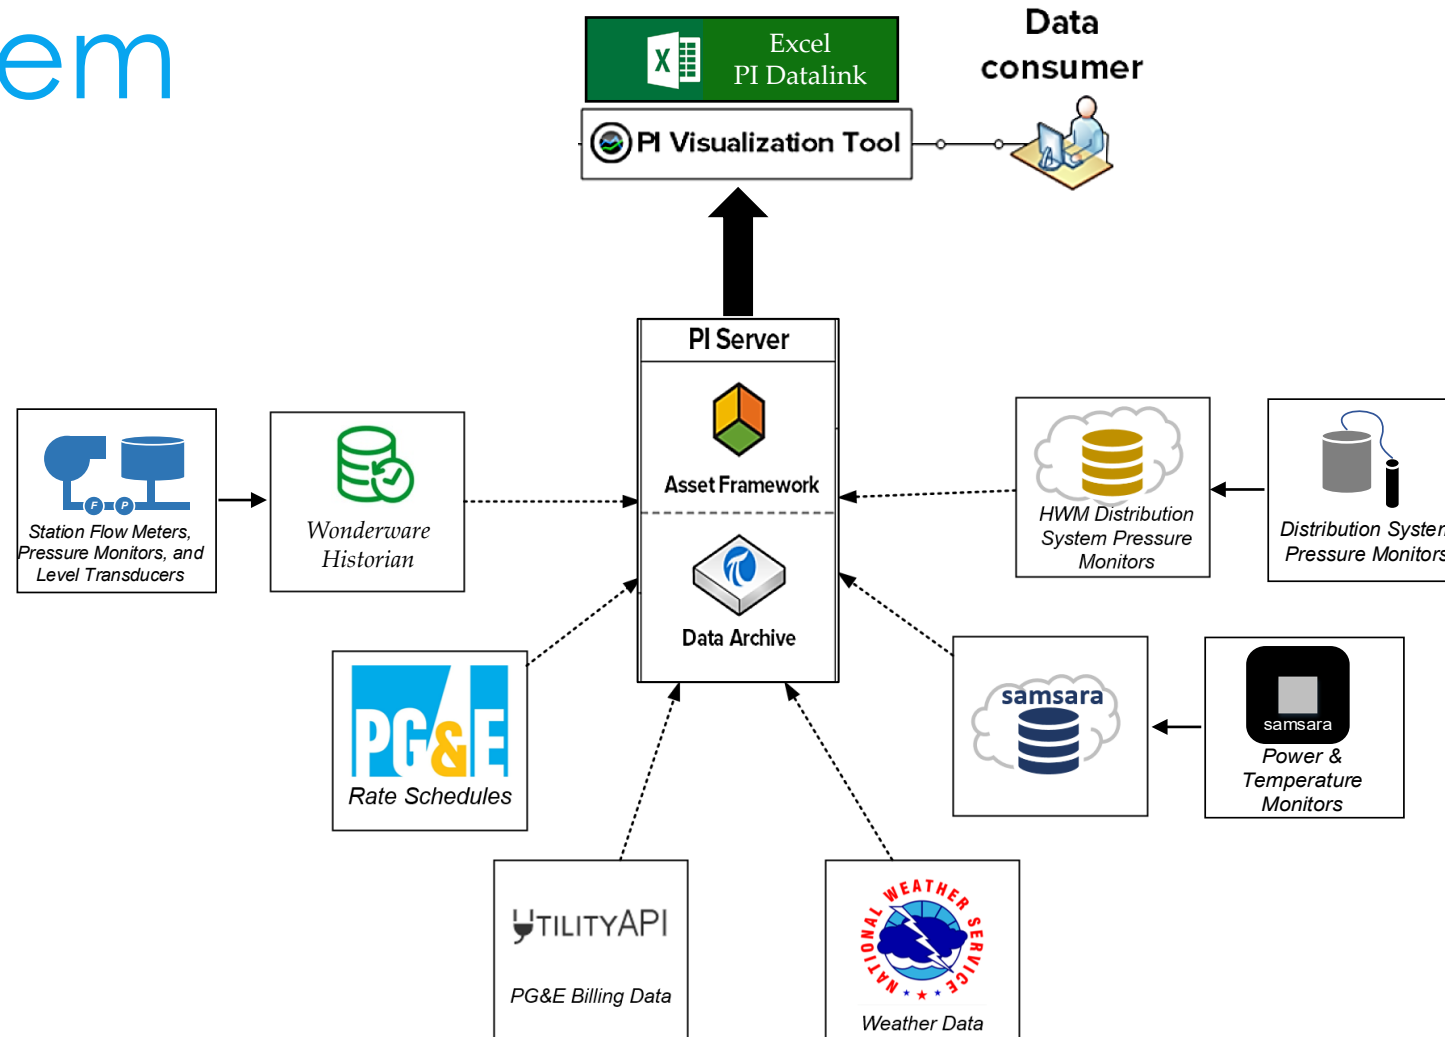 em
Data
consumer
X
Excel
PI Datalink
PI Visualization Tool
PI Server
Asset Framework
Data Archive
F
P
Station Flow Meters,
Pressure Monitors, and
Level Transducers
Wonderware
Historian
HWM Distribution
System Pressure
Monitors
Distribution System
Pressure Monitors
PG&E
Rate Schedules
samsara
samsara
Power &
Temperature
Monitors
UTILITYAPI
PG&E Billing Data
NATIONAL WEATHER SERVICE
Weather Data